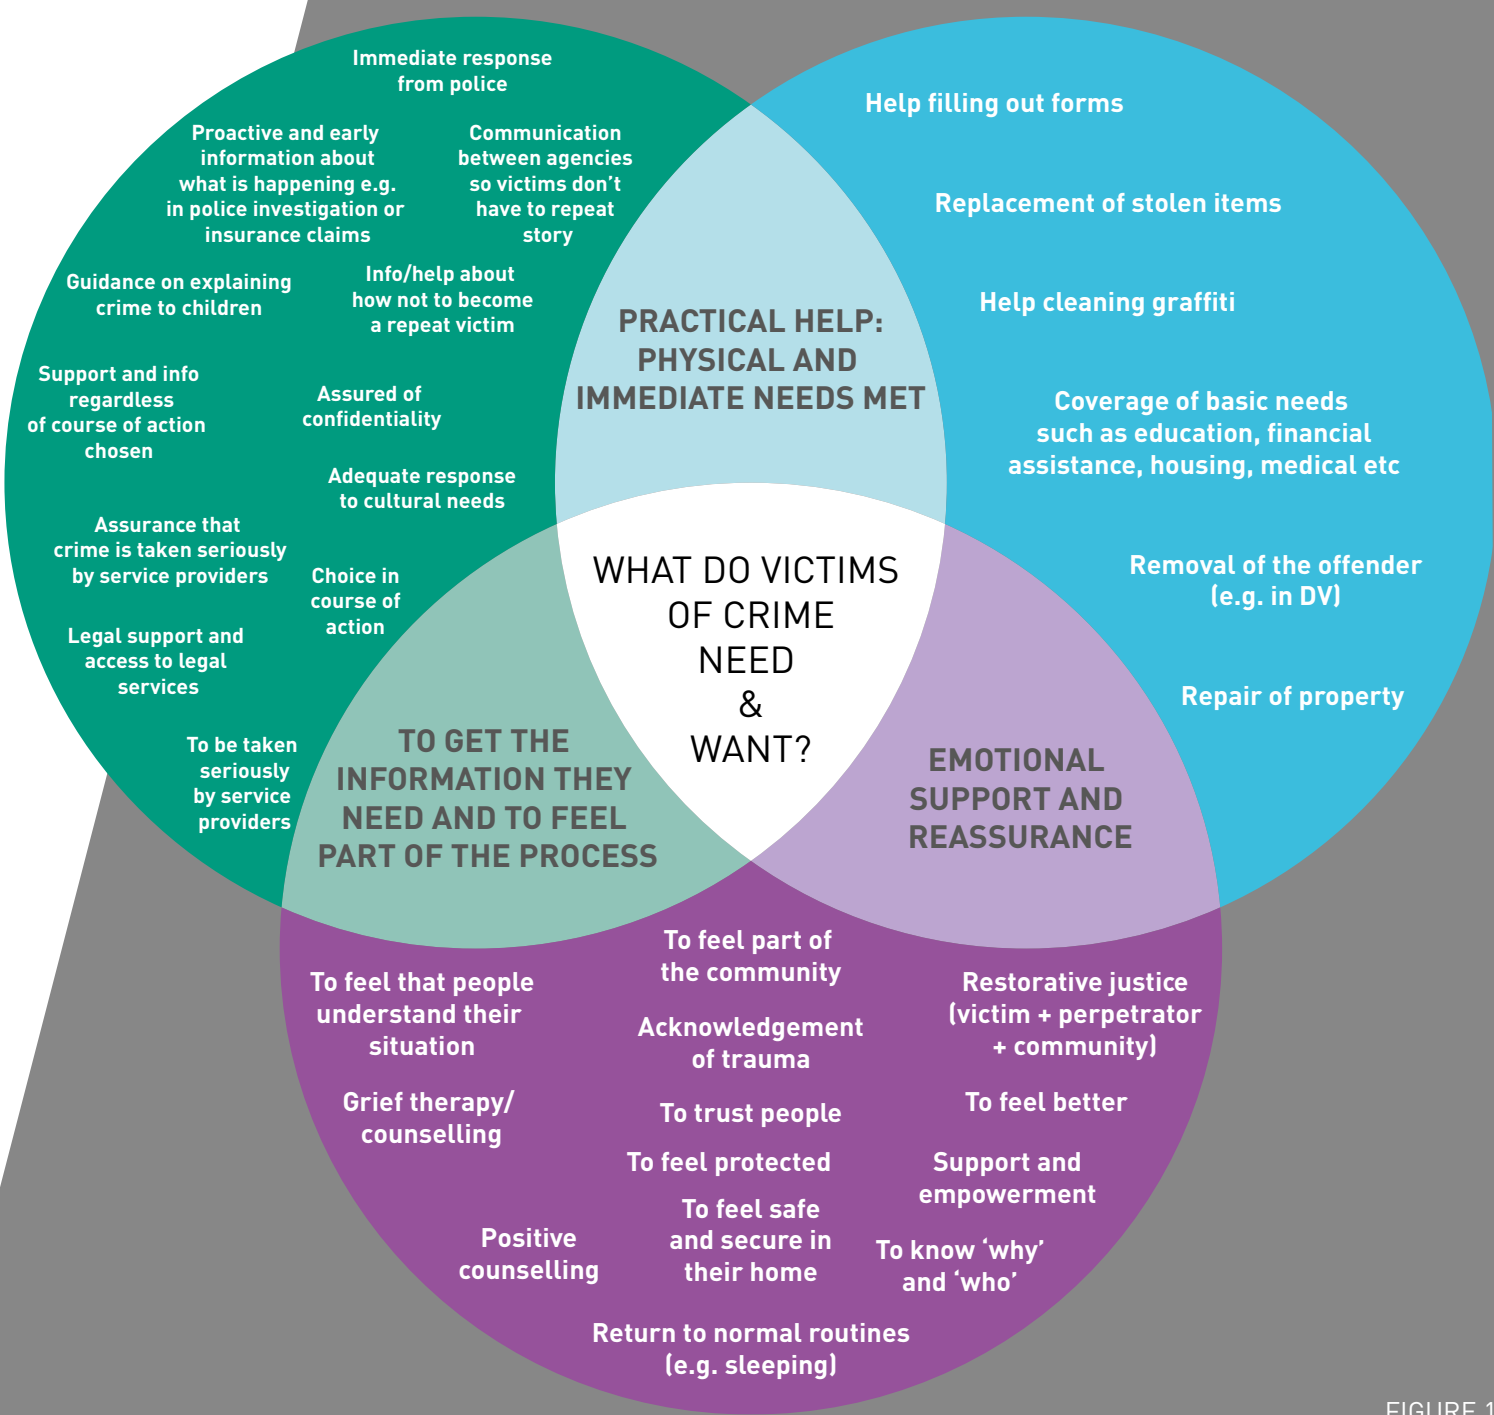 Immediate response
from police
Proactive and early
information about
what is happening e.g.
in police investigation or
insurance claims
Communication
between agencies
so victims don’t
have to repeat
story
Guidance on explaining
crime to children
Info/help about
how not to become
a repeat victim
Support and info
regardless
of course of action
chosen
Assured of
confidentiality
Adequate response
to cultural needs
Assurance that
crime is taken seriously
by service providers
Choice in
course of
action
Legal support and
access to legal
services
To be taken
seriously
by service
providers
PRACTICAL HELP:
PHYSICAL AND
IMMEDIATE NEEDS MET
Help filling out forms
Replacement of stolen items
Help cleaning graffiti
Coverage of basic needs
such as education, financial
assistance, housing, medical etc
Removal of the offender
(e.g. in DV)
Repair of property
WHAT DO VICTIMS
OF CRIME
NEED
&
WANT?
TO GET THE
INFORMATION THEY
NEED AND TO FEEL
PART OF THE PROCESS
EMOTIONAL
SUPPORT AND
REASSURANCE
To feel that people
understand their
situation
Grief therapy/
counselling
Positive
counselling
To feel part of
the community
Acknowledgement
of trauma
To trust people
To feel protected
To feel safe
and secure in
their home
Restorative justice
(victim + perpetrator
+ community)
To feel better
Support and
empowerment
To know ‘why’
and ‘who’
Return to normal routines
(e.g. sleeping)
FIGURE 1